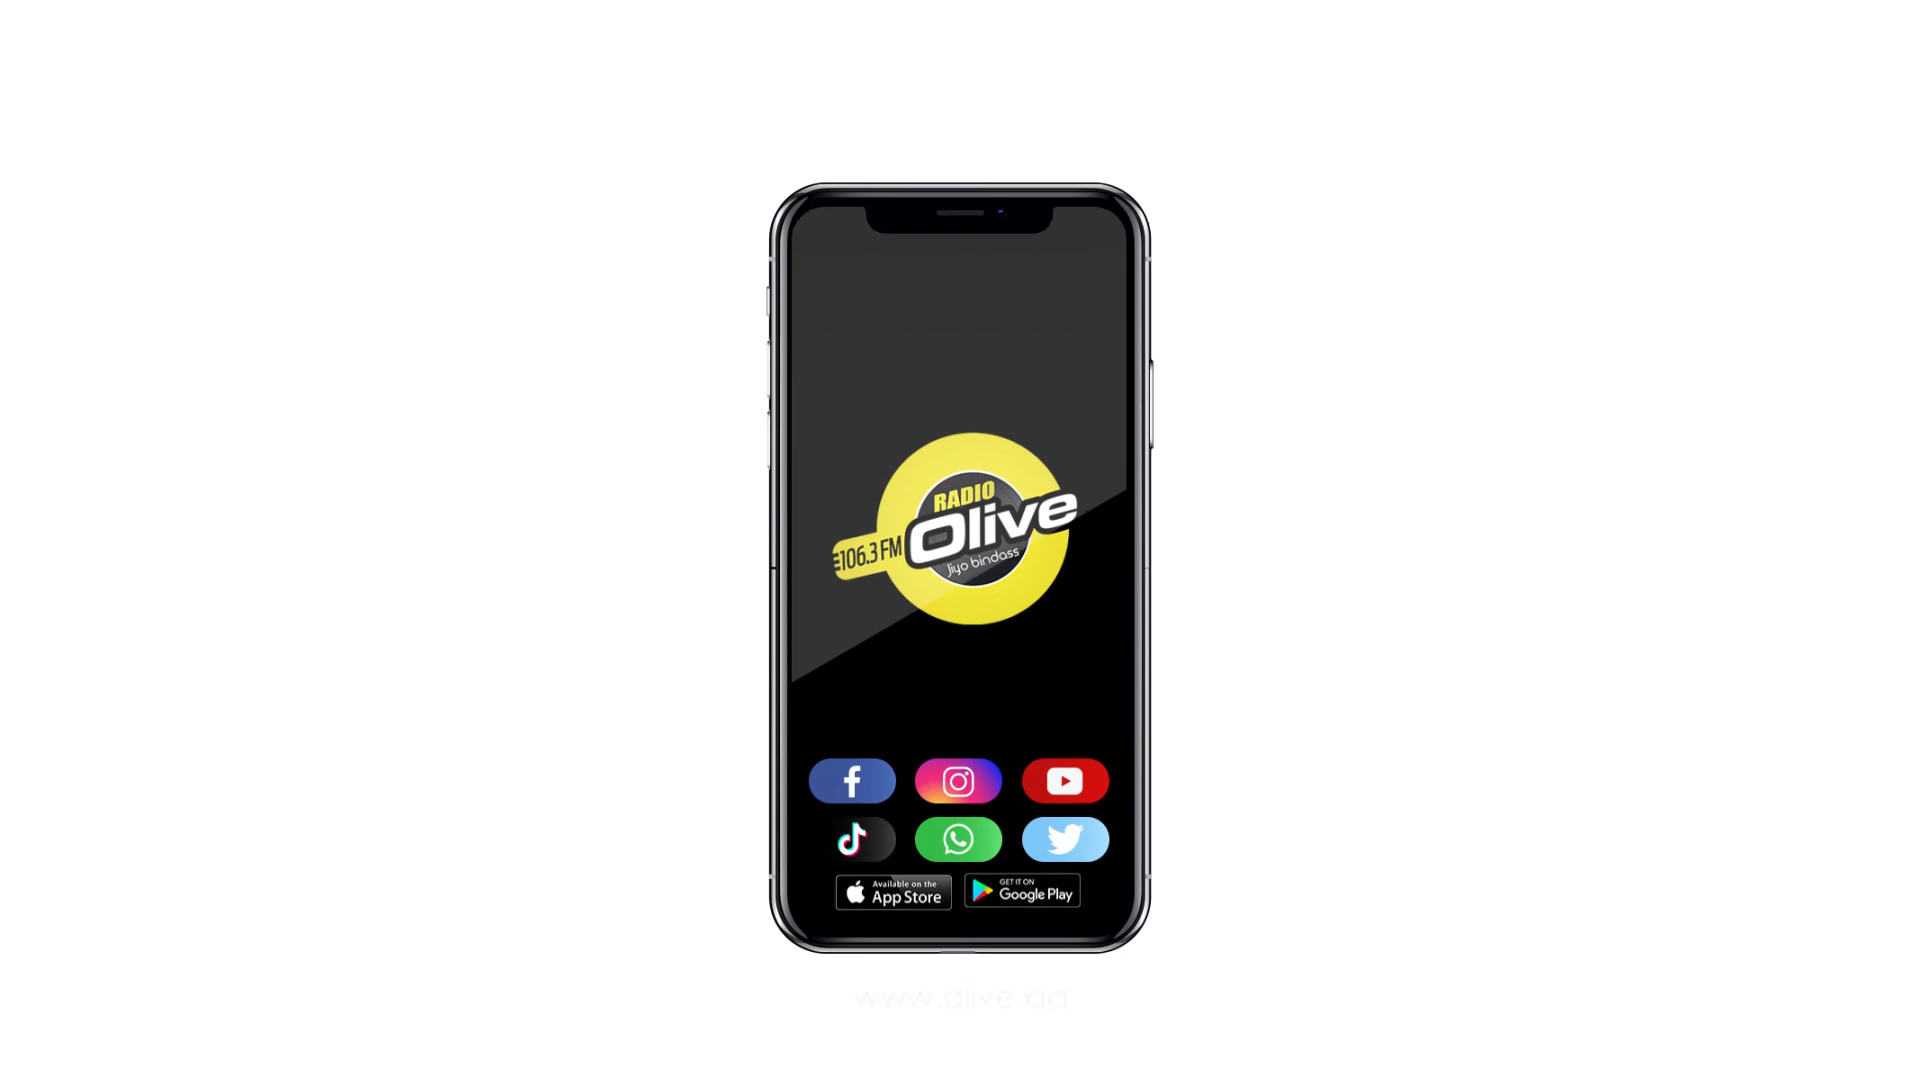 RADIO
Olive
106.3 FM
Jiyo bindass
Available on the
App Store
GET IT ON
Google Play